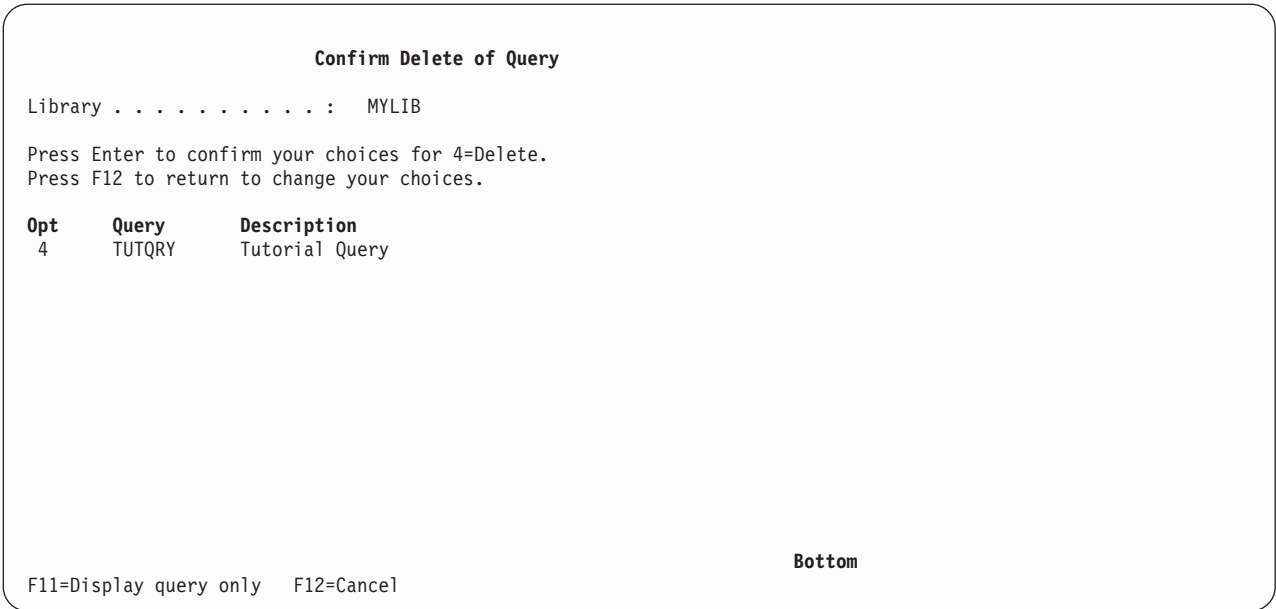 Confirm Delete of Query
Library . . . . . . . . . . :   MYLIB
Press Enter to confirm your choices for 4=Delete.
Press F12 to return to change your choices.
Opt     Query     Description
4     TUTQRY     Tutorial Query
Bottom
F11=Display query only   F12=Cancel